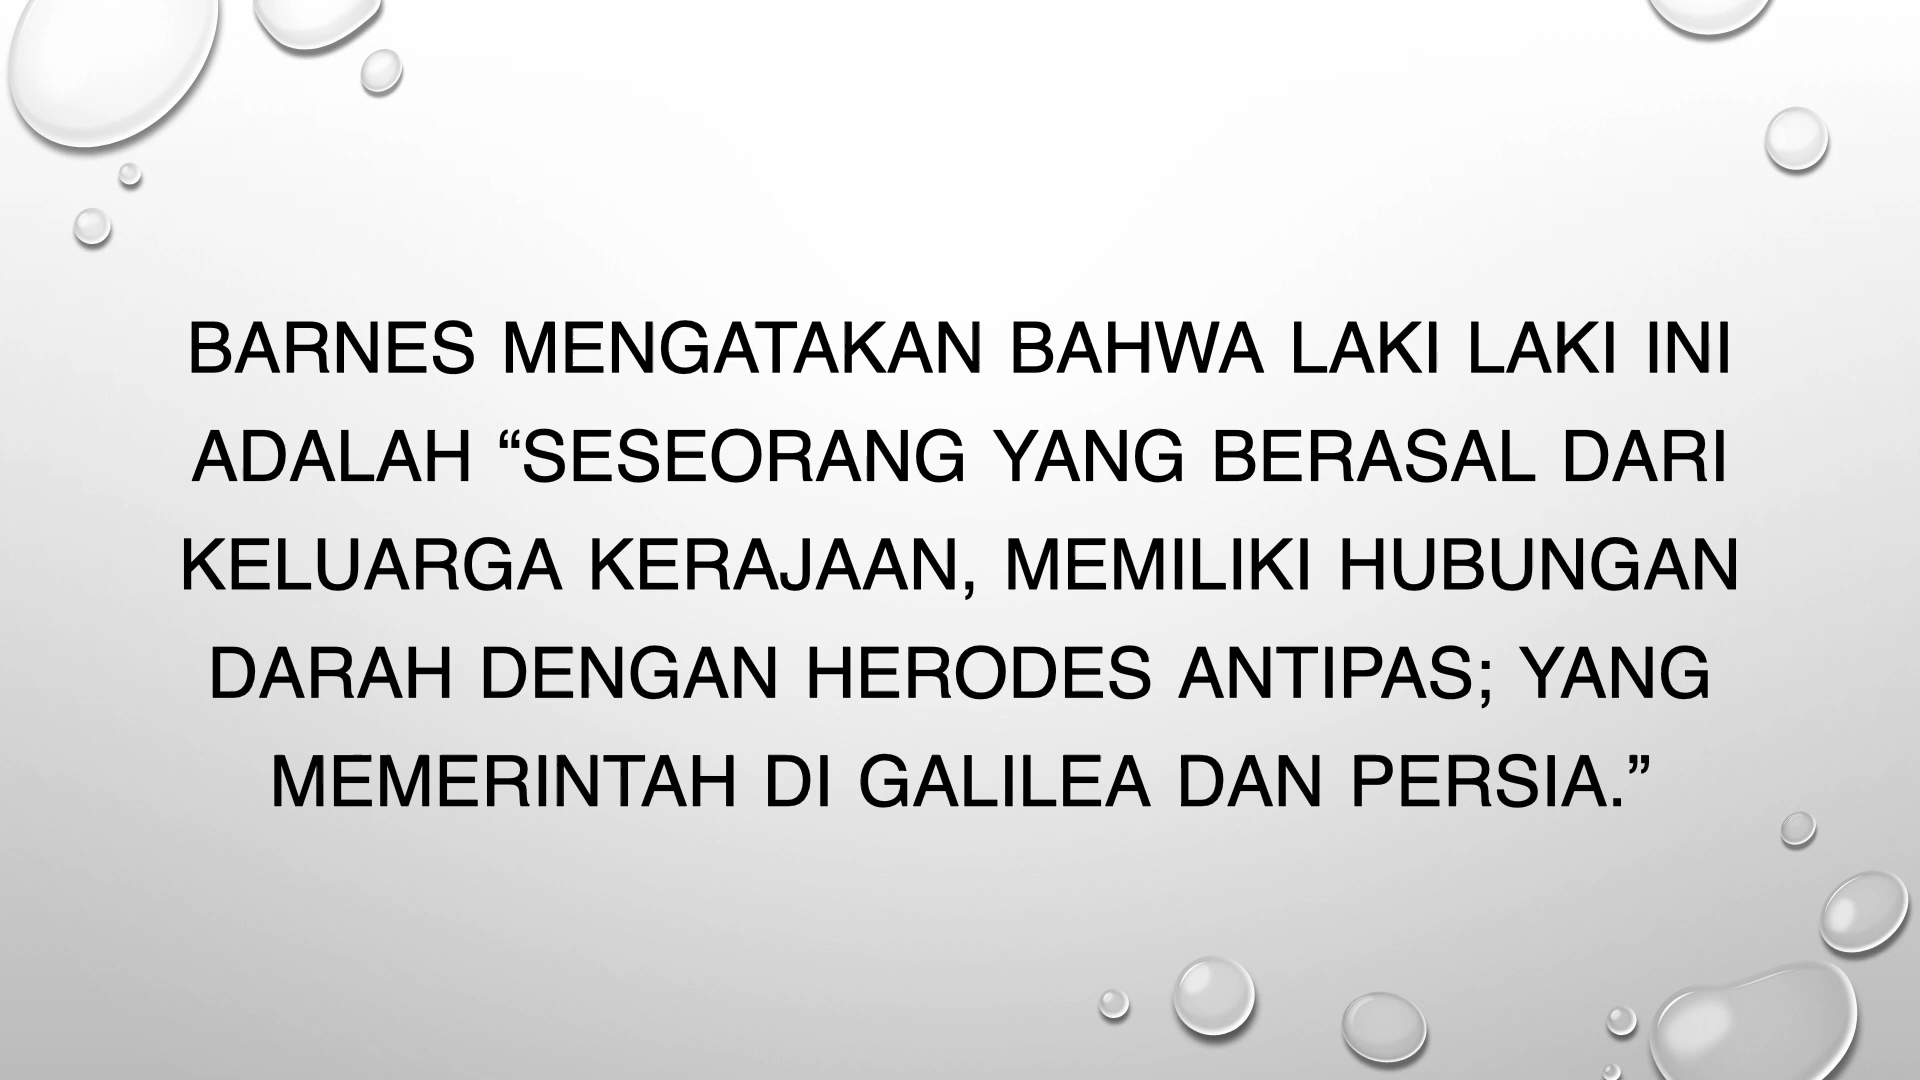 BARNES MENGATAKAN BAHWA LAKI LAKI INI
ADALAH “SESEORANG YANG BERASAL DARI
KELUARGA KERAJAAN, MEMILIKI HUBUNGAN
DARAH DENGAN HERODES ANTIPAS; YANG
MEMERINTAH DI GALILEA DAN PERSIA.”